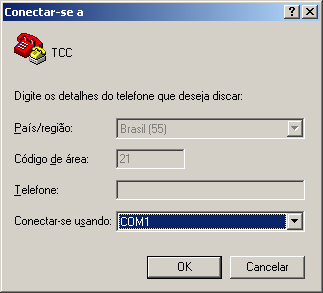 Conectar-se a
TCC
Digite os detalhes do telefone que deseja discar:
País/região: Brasil (55)
Código de área: 21
Telefone:
Conectar-se usando: COM1
OK Cancelar